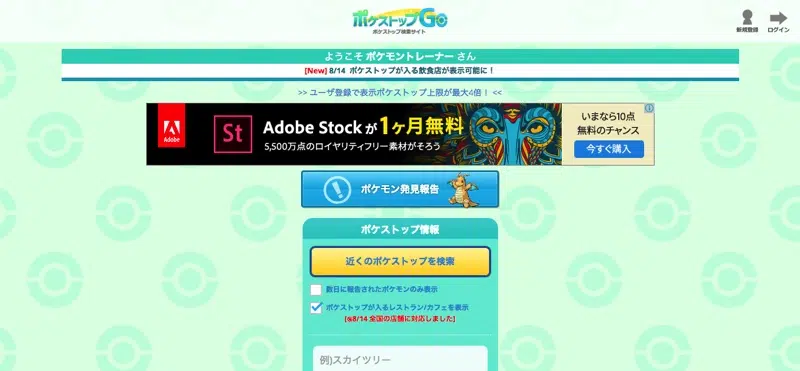 ポケストップGO
ポケストップ検索サイト
新規登録
ログイン
ようこそ ポケモントレーナー さん
[New] 8/14 ポケストップが入る飲食店が表示可能に！
>> ユーザ登録で表示ポケストップ上限が最大4倍！ <<
Adobe
St
Adobe Stock が 1ヶ月無料
5,500万点のロイヤリティフリー素材がそろう
いまなら10点
無料のチャンス
今すぐ購入
ポケモン発見報告
ポケストップ情報
近くのポケストップを検索
数日に報告されたポケモンのみ表示
ポケストップが入るレストラン/カフェを表示
[※8/14 全国の店舗に対応しました]
例)スカイツリー